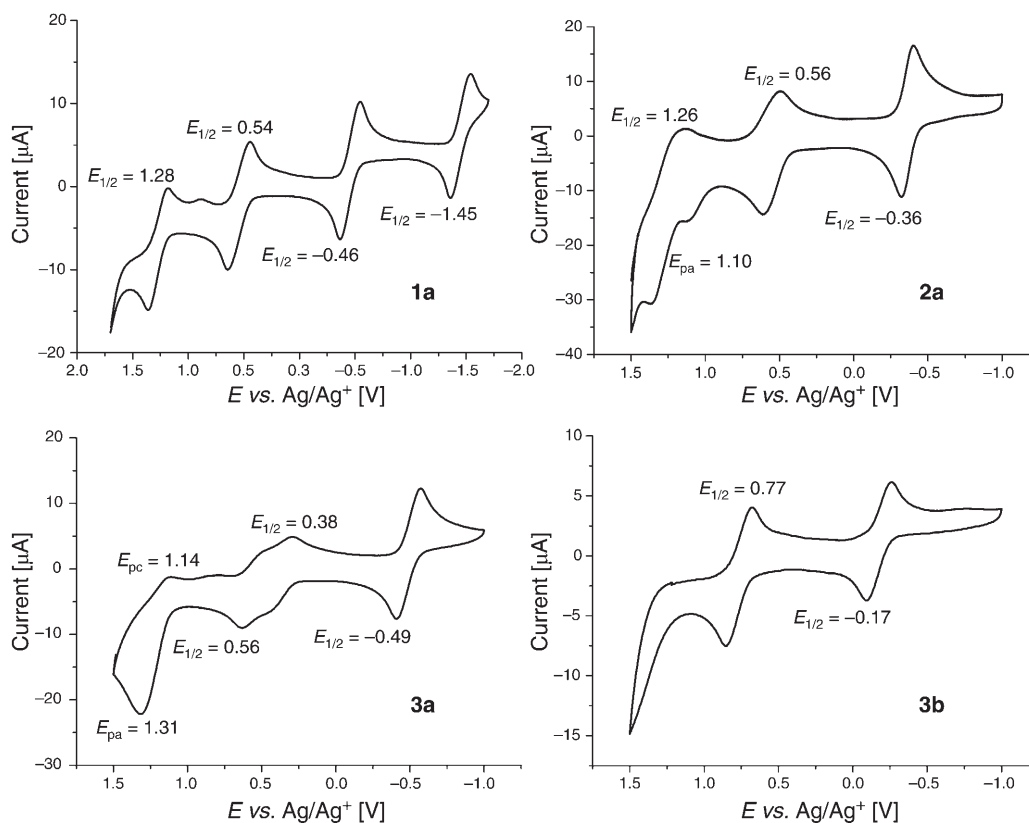 20
10
0
−10
−20
Current [μA]
E1/2 = 1.28
E1/2 = 0.54
E1/2 = −0.46
E1/2 = −1.45
1a
2.0 1.5 1.0 0.5 0.3 0.0 −0.5 −1.0 −1.5 −2.0
E vs. Ag/Ag+ [V]
20
10
0
−10
−20
−30
−40
Current [μA]
E1/2 = 1.26
E1/2 = 0.56
Epa = 1.10
E1/2 = −0.36
2a
1.5 1.0 0.5 0.0 −0.5 −1.0
E vs. Ag/Ag+ [V]
20
10
0
−10
−20
−30
Current [μA]
Epc = 1.14
E1/2 = 0.38
E1/2 = 0.56
E1/2 = −0.49
Epa = 1.31
3a
1.5 1.0 0.5 0.0 −0.5 −1.0
E vs. Ag/Ag+ [V]
10
5
0
−5
−10
−15
Current [μA]
E1/2 = 0.77
E1/2 = −0.17
3b
1.5 1.0 0.5 0.0 −0.5 −1.0
E vs. Ag/Ag+ [V]